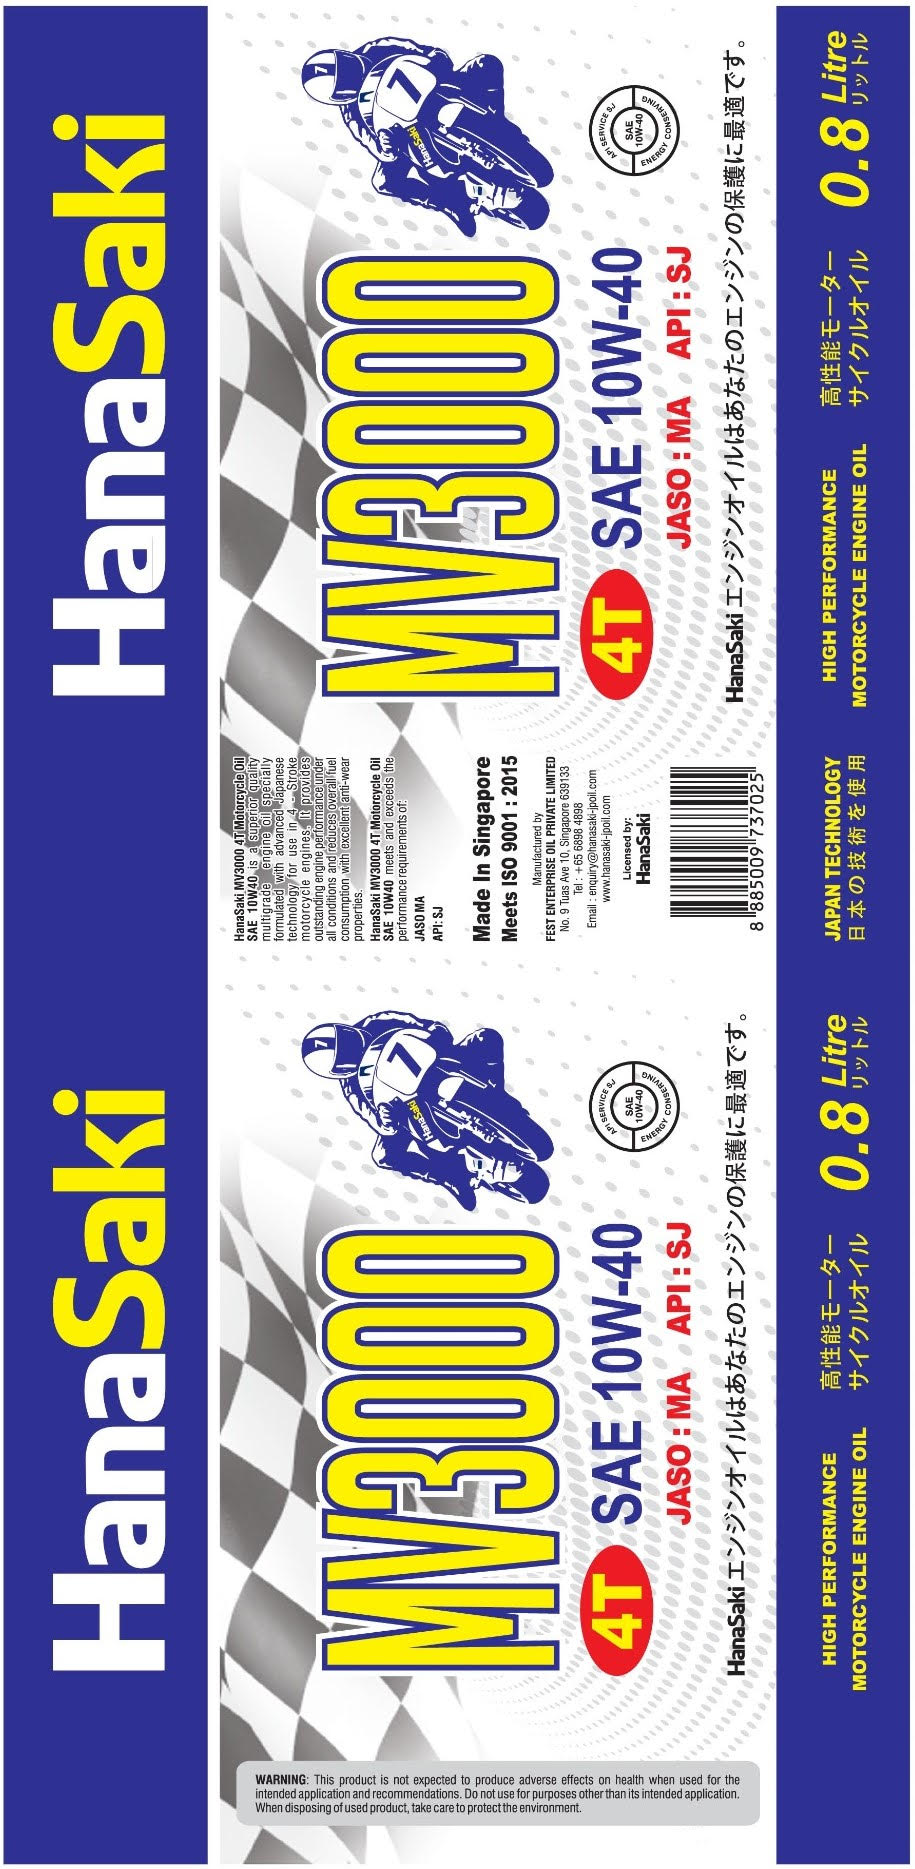 HanaSaki
7
HanaSaki
MV3000
4T SAE 10W-40
JASO : MA API : SJ
API SERVICE SJ
SAE
10W-40
ENERGY CONSERVING
HanaSaki エンジンオイルはあなたのエンジンの保護に最適です。
HIGH PERFORMANCE
MOTORCYCLE ENGINE OIL
高性能モーター
サイクルオイル
0.8 Litre
リットル
HanaSaki MV3000 4T Motorcycle Oil
SAE 10W40 is a superior quality
multigrade engine oil specially
formulated with advanced Japanese
technology for use in 4 - Stroke
motorcycle engines. It provides
outstanding engine performance under
all conditions and reduces overall fuel
cosumption with excellent anti-wear
properties.
HanaSaki MV3000 4T Motorcycle Oil
SAE 10W40 meets and exceeds the
performance requirements of:
JASO MA
API: SJ
Made In Singapore
Meets ISO 9001 : 2015
Manufactured by
FEST ENTERPRISE OIL PRIVATE LIMITED
No. 9 Tuas Ave 10, Singapore 639133
Tel : +65 6898 4898
Email : enquiry@hanasaki-jpoil.com
www.hanasaki-jpoil.com
Licensed by:
HanaSaki
8 885009 737025
JAPAN TECHNOLOGY
日本の技術を使用
HanaSaki
7
7
HanaSaki
MV3000
4T SAE 10W-40
JASO : MA API : SJ
API SERVICE SJ
SAE
10W-40
ENERGY CONSERVING
HanaSaki エンジンオイルはあなたのエンジンの保護に最適です。
HIGH PERFORMANCE
MOTORCYCLE ENGINE OIL
高性能モーター
サイクルオイル
0.8 Litre
リットル
7
WARNING: This product is not expected to produce adverse effects on health when used for the
intended application and recommendations. Do not use for purposes other than its intended application.
When disposing of used product, take care to protect the environment.